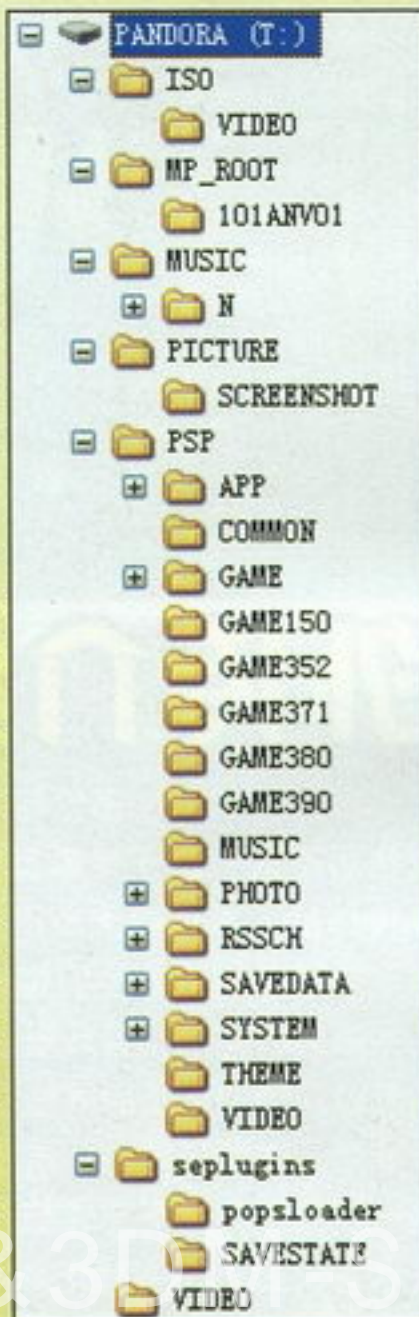 PANDORA (T:)
ISO
VIDEO
MP_ROOT
101ANV01
MUSIC
N
PICTURE
SCREENSHOT
PSP
APP
COMMON
GAME
GAME150
GAME352
GAME371
GAME380
GAME390
MUSIC
PHOTO
RSSCH
SAVEDATA
SYSTEM
THEME
VIDEO
seplugins
popsloader
SAVESTATE
&3DM-S
VIDEO